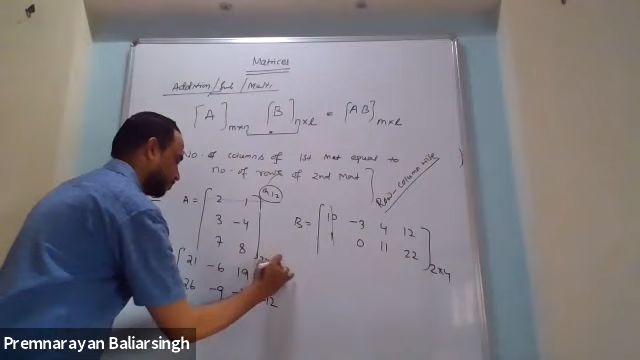 Matrices
Addition/Sub/Multi
[A]m×n [B]n×l = [AB]m×l
No. of columns of 1st Mat equal to
no. of rows of 2nd Mat
Row-column wise
A = [2 1
3 -4
7 8]
a12
B = [10 -3 4 12
1 0 11 22]2×4
21 -6 19
26 -9 -12
Premnarayan Baliarsingh